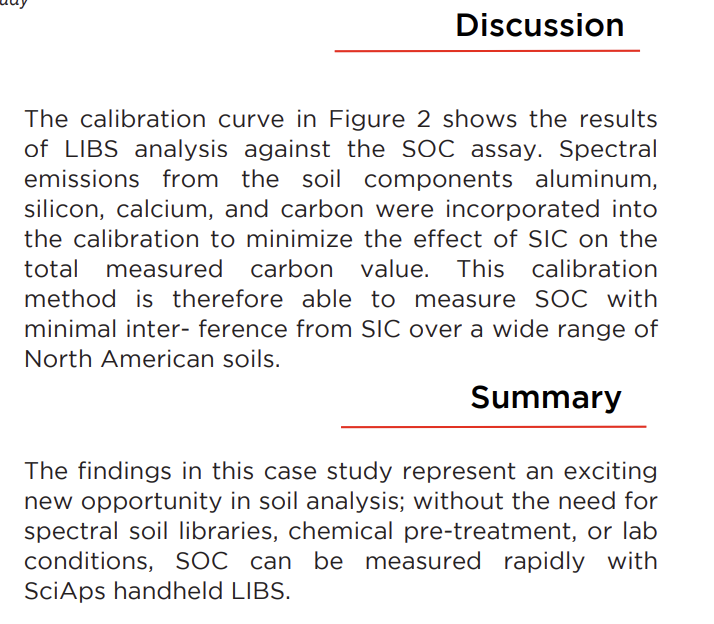 Discussion
The calibration curve in Figure 2 shows the results
of LIBS analysis against the SOC assay. Spectral
emissions from the soil components aluminum,
silicon, calcium, and carbon were incorporated into
the calibration to minimize the effect of SIC on the
total measured carbon value. This calibration
method is therefore able to measure SOC with
minimal inter- ference from SIC over a wide range of
North American soils.
Summary
The findings in this case study represent an exciting
new opportunity in soil analysis; without the need for
spectral soil libraries, chemical pre-treatment, or lab
conditions, SOC can be measured rapidly with
SciAps handheld LIBS.